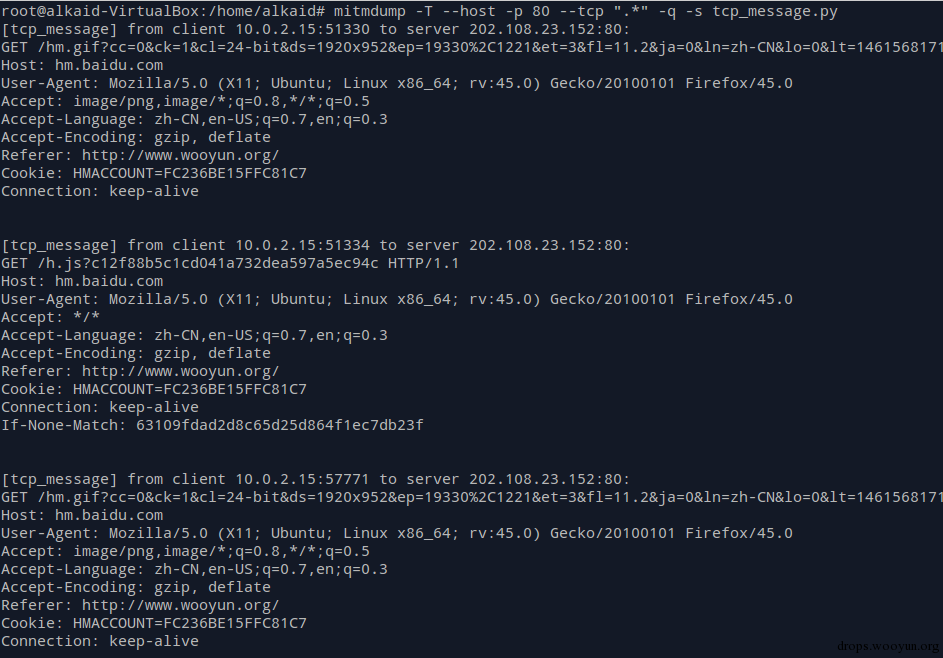 root@alkaid-VirtualBox:/home/alkaid# mitmdump -T --host -p 80 --tcp ".*" -q -s tcp_message.py
[tcp_message] from client 10.0.2.15:51330 to server 202.108.23.152:80:
GET /hm.gif?cc=0&ck=1&cl=24-bit&ds=1920x952&ep=19330%2C1221&et=3&fl=11.2&ja=0&ln=zh-CN&lo=0&lt=1461568171
Host: hm.baidu.com
User-Agent: Mozilla/5.0 (X11; Ubuntu; Linux x86_64; rv:45.0) Gecko/20100101 Firefox/45.0
Accept: image/png,image/*;q=0.8,*/*;q=0.5
Accept-Language: zh-CN,en-US;q=0.7,en;q=0.3
Accept-Encoding: gzip, deflate
Referer: http://www.wooyun.org/
Cookie: HMACCOUNT=FC236BE15FFC81C7
Connection: keep-alive
[tcp_message] from client 10.0.2.15:51334 to server 202.108.23.152:80:
GET /h.js?c12f88b5c1cd041a732dea597a5ec94c HTTP/1.1
Host: hm.baidu.com
User-Agent: Mozilla/5.0 (X11; Ubuntu; Linux x86_64; rv:45.0) Gecko/20100101 Firefox/45.0
Accept: */*
Accept-Language: zh-CN,en-US;q=0.7,en;q=0.3
Accept-Encoding: gzip, deflate
Referer: http://www.wooyun.org/
Cookie: HMACCOUNT=FC236BE15FFC81C7
Connection: keep-alive
If-None-Match: 63109fdad2d8c65d25d864f1ec7db23f
[tcp_message] from client 10.0.2.15:57771 to server 202.108.23.152:80:
GET /hm.gif?cc=0&ck=1&cl=24-bit&ds=1920x952&ep=19330%2C1221&et=3&fl=11.2&ja=0&ln=zh-CN&lo=0&lt=1461568171
Host: hm.baidu.com
User-Agent: Mozilla/5.0 (X11; Ubuntu; Linux x86_64; rv:45.0) Gecko/20100101 Firefox/45.0
Accept: image/png,image/*;q=0.8,*/*;q=0.5
Accept-Language: zh-CN,en-US;q=0.7,en;q=0.3
Accept-Encoding: gzip, deflate
Referer: http://www.wooyun.org/
Cookie: HMACCOUNT=FC236BE15FFC81C7
Connection: keep-alive
drops.wooyun.org